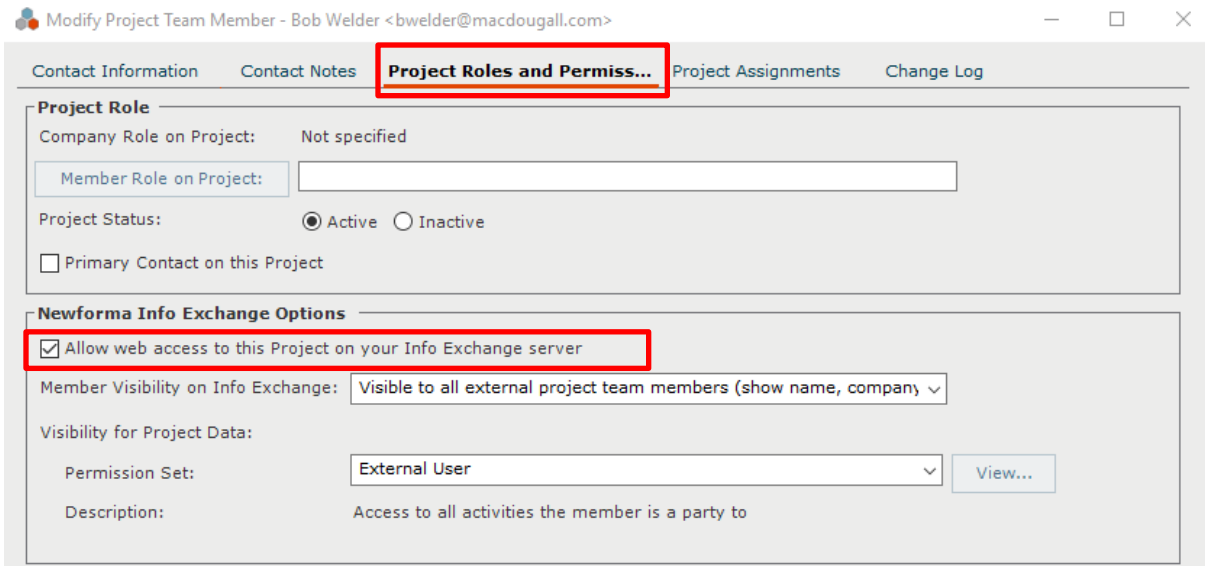 Modify Project Team Member - Bob Welder <bwelder@macdougall.com>
Contact Information Contact Notes Project Roles and Permiss... Project Assignments Change Log
Project Role
Company Role on Project: Not specified
Member Role on Project:
Project Status: Active Inactive
Primary Contact on this Project
Newforma Info Exchange Options
Allow web access to this Project on your Info Exchange server
Member Visibility on Info Exchange: Visible to all external project team members (show name, company
Visibility for Project Data:
Permission Set: External User View...
Description: Access to all activities the member is a party to